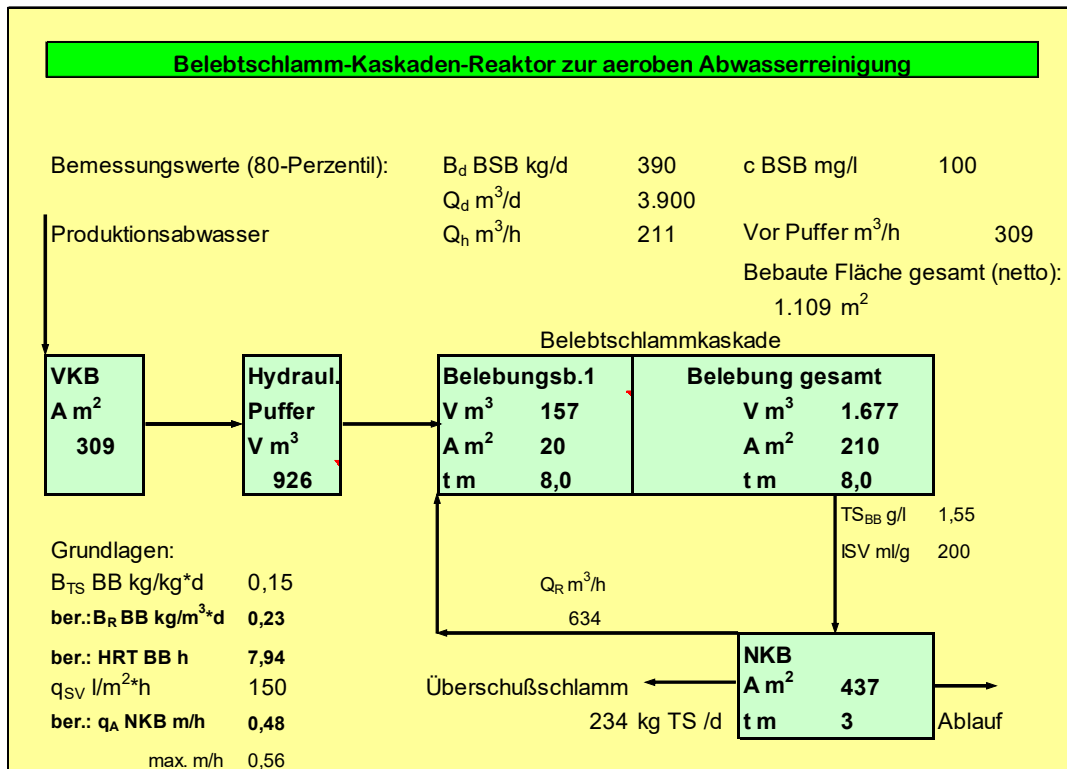 Belebtschlamm-Kaskaden-Reaktor zur aeroben Abwasserreinigung
Bemessungswerte (80-Perzentil): B_d BSB kg/d 390 c BSB mg/l 100
Q_d m³/d 3.900
Produktionsabwasser Q_h m³/h 211 Vor Puffer m³/h 309
Bebaute Fläche gesamt (netto):
1.109 m²
Belebtschlammkaskade
VKB
A m²
309
Hydraul.
Puffer
V m³
926
Belebungsb.1
V m³ 157
A m² 20
t m 8,0
Belebung gesamt
V m³ 1.677
A m² 210
t m 8,0
TS_BB g/l 1,55
ISV ml/g 200
Grundlagen:
B_TS BB kg/kg*d 0,15
ber.:B_R BB kg/m³*d 0,23
ber.: HRT BB h 7,94
q_SV l/m²*h 150
ber.: q_A NKB m/h 0,48
max. m/h 0,56
Q_R m³/h
634
Überschußschlamm
234 kg TS /d
NKB
A m² 437
t m 3
Ablauf